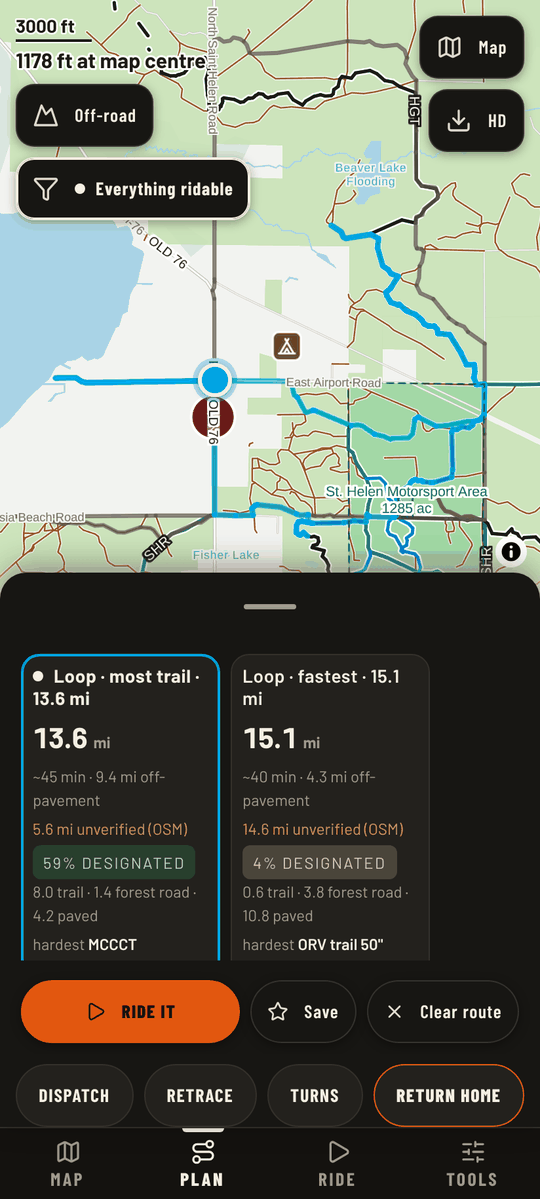 3000 ft
1178 ft at map centre
North Saint Helen Road
Map
Off-road
HGT
HD
Beaver Lake
Flooding
Everything ridable
OLD 76
East Airport Road
OLD 76
St. Helen Motorsport Area
1285 ac
sia Beach Road
SHR
Fisher Lake
SHR
Loop · most trail ·
13.6 mi
13.6 mi
~45 min · 9.4 mi off-
pavement
5.6 mi unverified (OSM)
59% DESIGNATED
8.0 trail · 1.4 forest road ·
4.2 paved
hardest MCCCT
Loop · fastest · 15.1
mi
15.1 mi
~40 min · 4.3 mi off-
pavement
14.6 mi unverified (OSM)
4% DESIGNATED
0.6 trail · 3.8 forest road ·
10.8 paved
hardest ORV trail 50"
RIDE IT
Save
Clear route
DISPATCH
RETRACE
TURNS
RETURN HOME
MAP
PLAN
RIDE
TOOLS